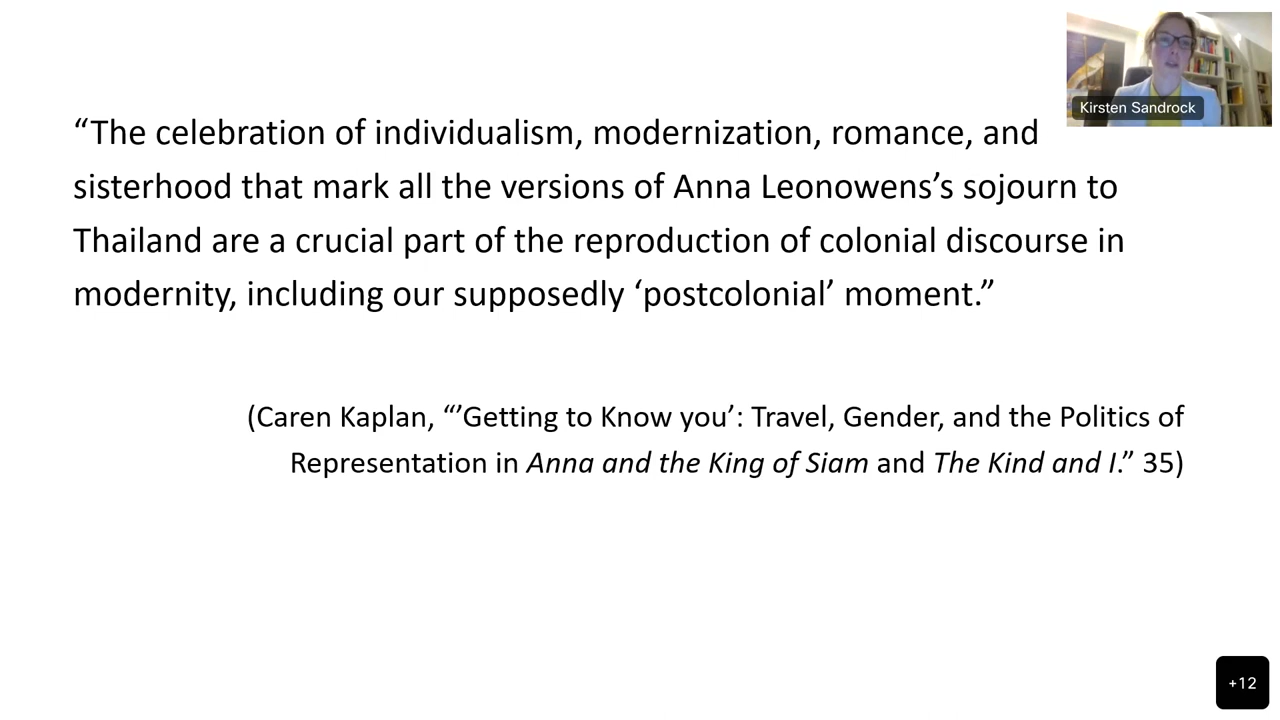 “The celebration of individualism, modernization, romance, and
sisterhood that mark all the versions of Anna Leonowens’s sojourn to
Thailand are a crucial part of the reproduction of colonial discourse in
modernity, including our supposedly ‘postcolonial’ moment.”
(Caren Kaplan, “’Getting to Know you’: Travel, Gender, and the Politics of
Representation in Anna and the King of Siam and The Kind and I.” 35)
Kirsten Sandrock
+12